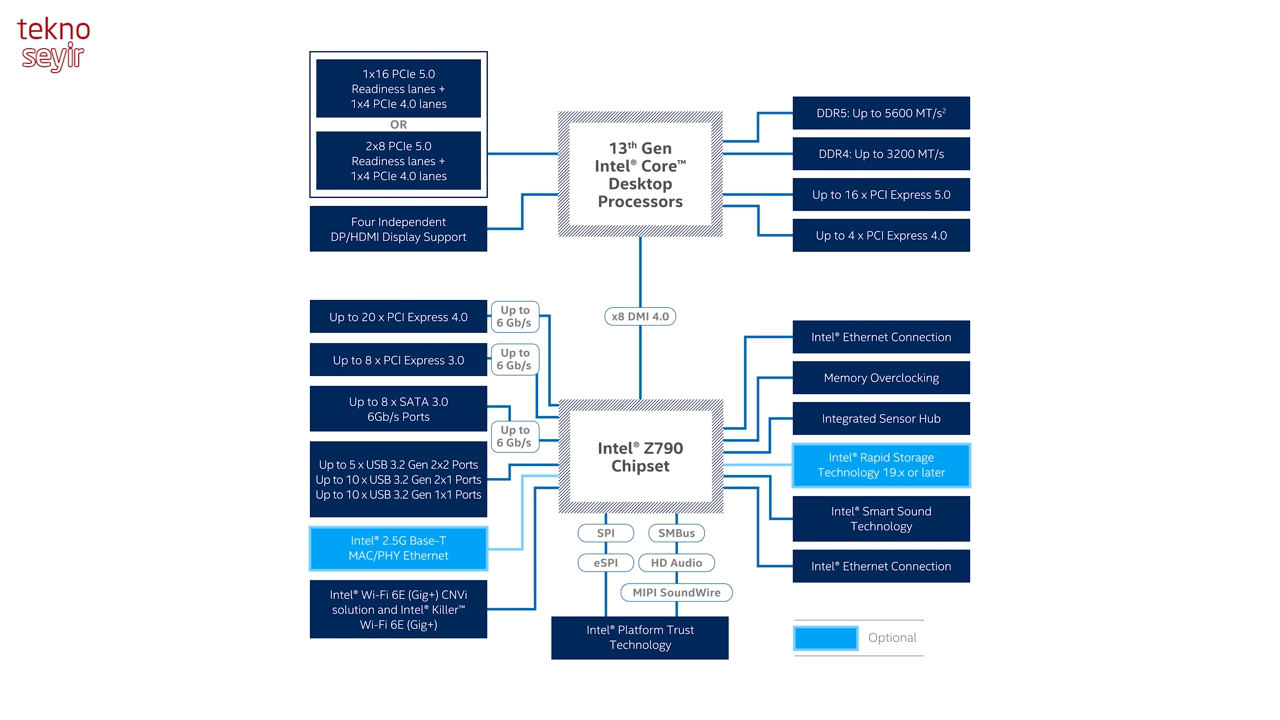 tekno
seyir
1x16 PCIe 5.0
Readiness lanes +
1x4 PCIe 4.0 lanes
OR
2x8 PCIe 5.0
Readiness lanes +
1x4 PCIe 4.0 lanes
Four Independent
DP/HDMI Display Support
13th Gen
Intel® Core™
Desktop
Processors
DDR5: Up to 5600 MT/s²
DDR4: Up to 3200 MT/s
Up to 16 x PCI Express 5.0
Up to 4 x PCI Express 4.0
x8 DMI 4.0
Up to 20 x PCI Express 4.0
Up to
6 Gb/s
Up to 8 x PCI Express 3.0
Up to
6 Gb/s
Up to 8 x SATA 3.0
6Gb/s Ports
Up to
6 Gb/s
Up to 5 x USB 3.2 Gen 2x2 Ports
Up to 10 x USB 3.2 Gen 2x1 Ports
Up to 10 x USB 3.2 Gen 1x1 Ports
Intel® 2.5G Base-T
MAC/PHY Ethernet
Intel® Wi-Fi 6E (Gig+) CNVi
solution and Intel® Killer™
Wi-Fi 6E (Gig+)
Intel® Z790
Chipset
Intel® Ethernet Connection
Memory Overclocking
Integrated Sensor Hub
Intel® Rapid Storage
Technology 19.x or later
Intel® Smart Sound
Technology
Intel® Ethernet Connection
SPI
SMBus
eSPI
HD Audio
MIPI SoundWire
Intel® Platform Trust
Technology
Optional